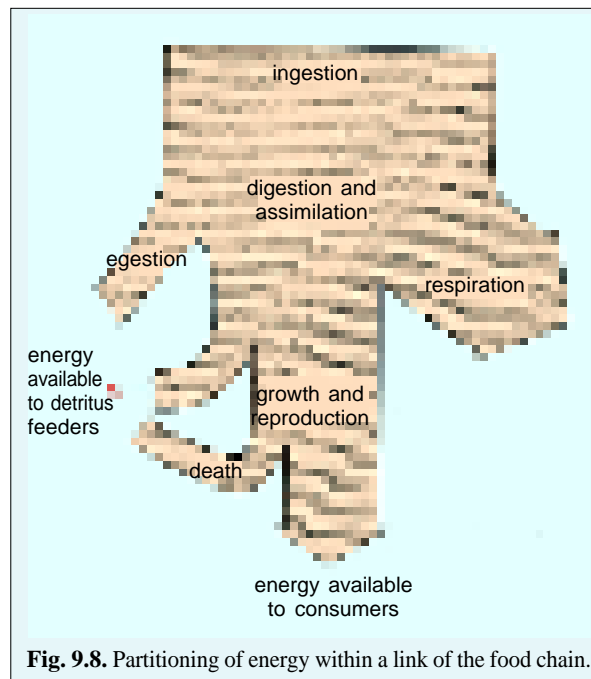 ingestion
digestion and
assimilation
egestion
respiration
energy
available
to detritus
feeders
growth and
reproduction
death
energy available
to consumers
Fig. 9.8. Partitioning of energy within a link of the food chain.